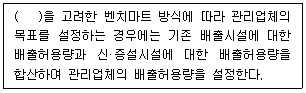 (   )을 고려한 벤치마트 방식에 따라 관리업체의
목표를 설정하는 경우에는 기존 배출시설에 대한
배출허용량과 신·증설시설에 대한 배출허용량을
합산하며 관리업체의 배출허용량을 설정한다.